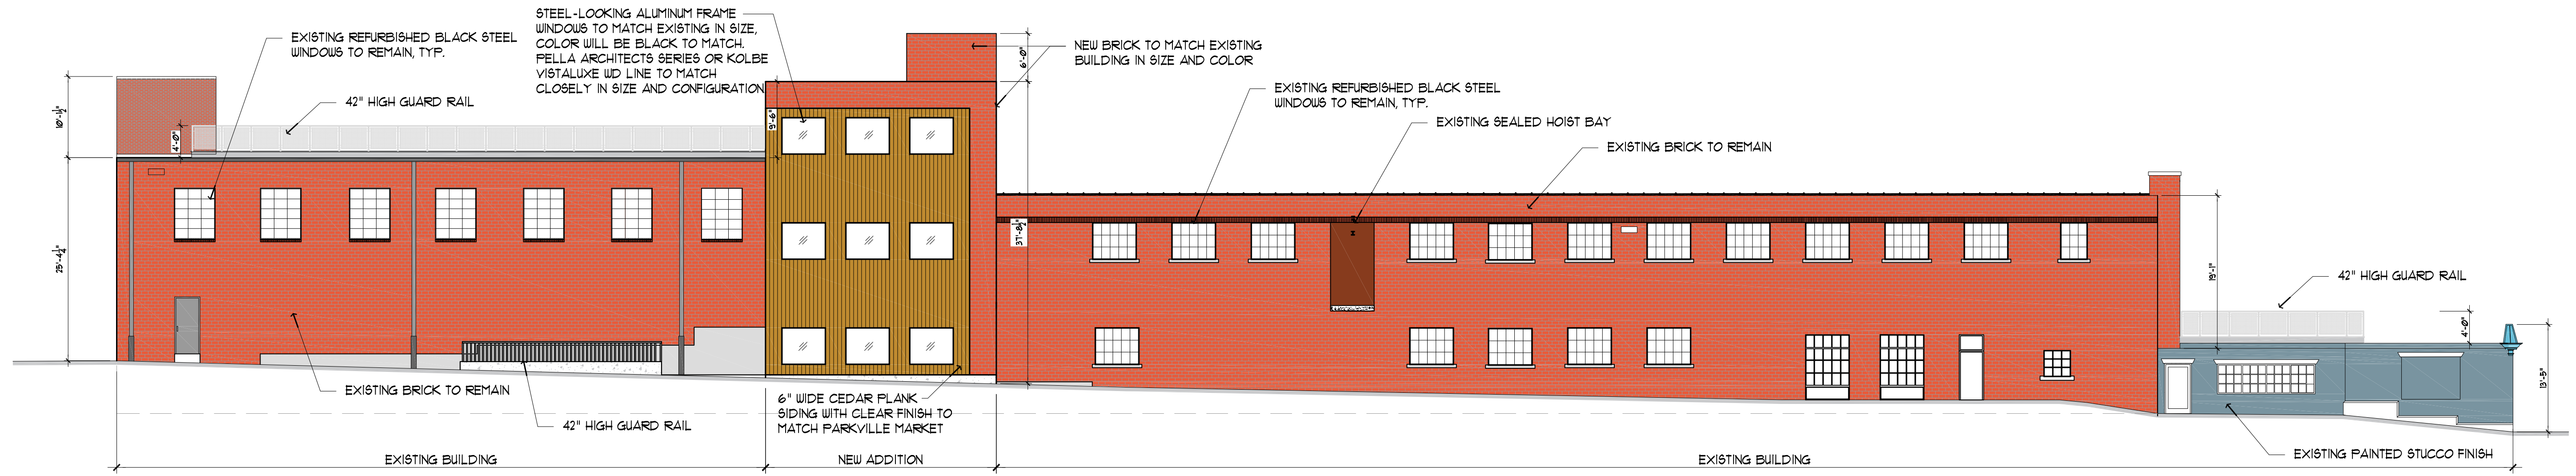 STEEL-LOOKING ALUMINUM FRAME
WINDOWS TO MATCH EXISTING IN SIZE,
COLOR WILL BE BLACK TO MATCH.
PELLA ARCHITECTS SERIES OR KOLBE
VISTALUXE WD LINE TO MATCH
CLOSELY IN SIZE AND CONFIGURATION
EXISTING REFURBISHED BLACK STEEL
WINDOWS TO REMAIN, TYP.
42" HIGH GUARD RAIL
NEW BRICK TO MATCH EXISTING
BUILDING IN SIZE AND COLOR
EXISTING REFURBISHED BLACK STEEL
WINDOWS TO REMAIN, TYP.
EXISTING SEALED HOIST BAY
EXISTING BRICK TO REMAIN
10'-1½"
4'-0"
9'-6"
6'-0"
25'-4½"
37'-8½"
19'-1"
42" HIGH GUARD RAIL
4'-0"
13'-5"
EXISTING BRICK TO REMAIN
42" HIGH GUARD RAIL
6" WIDE CEDAR PLANK
SIDING WITH CLEAR FINISH TO
MATCH PARKVILLE MARKET
EXISTING PAINTED STUCCO FINISH
EXISTING BUILDING
NEW ADDITION
EXISTING BUILDING